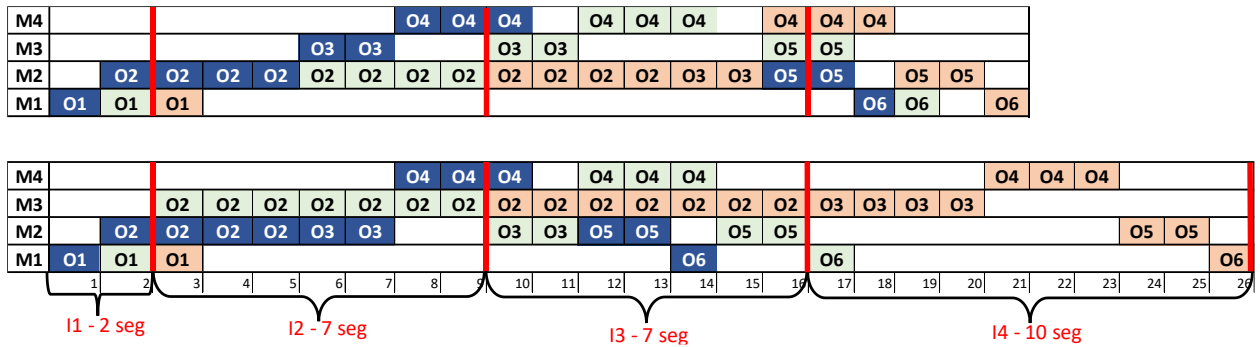 M4 O4 O4 O4 O4 O4 O4 O4 O4 O4
M3 O3 O3 O3 O3 O5 O5
M2 O2 O2 O2 O2 O2 O2 O2 O2 O2 O2 O2 O2 O3 O3 O5 O5 O5 O5
M1 O1 O1 O1 O6 O6 O6
M4 O4 O4 O4 O4 O4 O4 O4 O4 O4
M3 O2 O2 O2 O2 O2 O2 O2 O2 O2 O2 O2 O2 O2 O2 O3 O3 O3 O3
M2 O2 O2 O2 O2 O3 O3 O3 O3 O5 O5 O5 O5 O5 O5
M1 O1 O1 O1 O6 O6 O6
1 2 3 4 5 6 7 8 9 10 11 12 13 14 15 16 17 18 19 20 21 22 23 24 25 26
I1 - 2 seg I2 - 7 seg I3 - 7 seg I4 - 10 seg